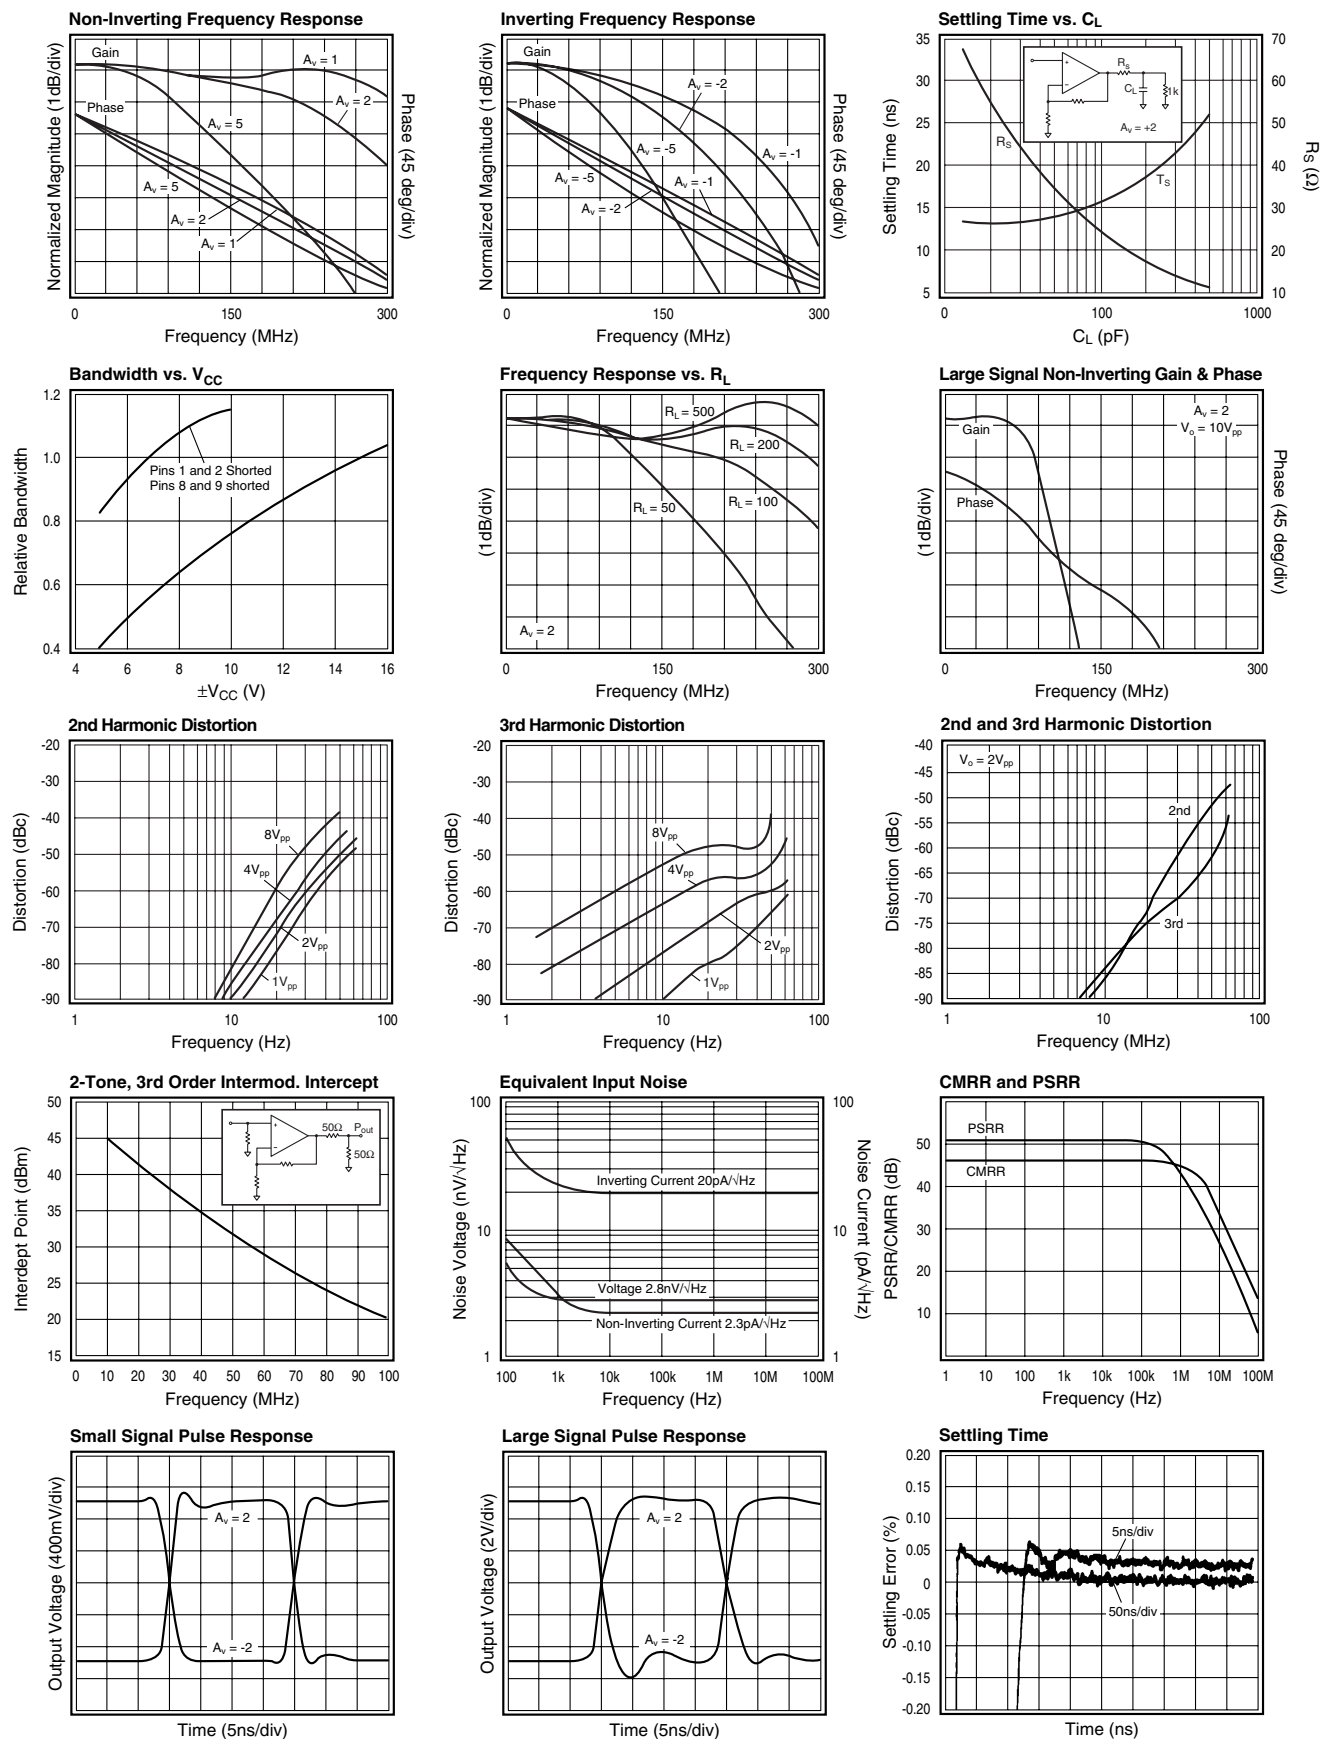 Non-Inverting Frequency Response
Normalized Magnitude (1dB/div)
Phase (45 deg/div)
Gain
Phase
Av = 1
Av = 2
Av = 5
Av = 5
Av = 2
Av = 1
0 150 300
Frequency (MHz)
Inverting Frequency Response
Normalized Magnitude (1dB/div)
Phase (45 deg/div)
Gain
Phase
Av = -2
Av = -5
Av = -1
Av = -5
Av = -1
Av = -2
0 150 300
Frequency (MHz)
Settling Time vs. CL
Settling Time (ns)
RS (Ω)
35 70
30 60
25 50
20 40
15 30
10 20
5 10
+
-
RS
CL
1k
Av = +2
RS
TS
10 100 1000
CL (pF)
Bandwidth vs. VCC
Relative Bandwidth
1.2
1.0
0.8
0.6
0.4
Pins 1 and 2 Shorted
Pins 8 and 9 shorted
4 6 8 10 12 14 16
±VCC (V)
Frequency Response vs. RL
(1dB/div)
RL = 500
RL = 200
RL = 100
RL = 50
Av = 2
0 150 300
Frequency (MHz)
Large Signal Non-Inverting Gain & Phase
(1dB/div)
Phase (45 deg/div)
Av = 2
Vo = 10Vpp
Gain
Phase
0 150 300
Frequency (MHz)
2nd Harmonic Distortion
Distortion (dBc)
-20
-30
-40
-50
-60
-70
-80
-90
8Vpp
4Vpp
2Vpp
1Vpp
1 10 100
Frequency (Hz)
3rd Harmonic Distortion
Distortion (dBc)
-20
-30
-40
-50
-60
-70
-80
-90
8Vpp
4Vpp
2Vpp
1Vpp
1 10 100
Frequency (Hz)
2nd and 3rd Harmonic Distortion
Distortion (dBc)
-40
-45
-50
-55
-60
-65
-70
-75
-80
-85
-90
Vo = 2Vpp
2nd
3rd
1 10 100
Frequency (MHz)
2-Tone, 3rd Order Intermod. Intercept
Interdept Point (dBm)
50
45
40
35
30
25
20
15
+
-
50Ω
Pout
50Ω
0 10 20 30 40 50 60 70 80 90 100
Frequency (MHz)
Equivalent Input Noise
Noise Voltage (nV/√Hz)
Noise Current (pA/√Hz)
100 100
10 10
1 1
Inverting Current 20pA/√Hz
Voltage 2.8nV/√Hz
Non-Inverting Current 2.3pA/√Hz
100 1k 10k 100k 1M 10M 100M
Frequency (Hz)
CMRR and PSRR
PSRR/CMRR (dB)
50
40
30
20
10
PSRR
CMRR
1 10 100 1k 10k 100k 1M 10M 100M
Frequency (Hz)
Small Signal Pulse Response
Output Voltage (400mV/div)
Av = 2
Av = -2
Time (5ns/div)
Large Signal Pulse Response
Output Voltage (2V/div)
Av = 2
Av = -2
Time (5ns/div)
Settling Time
Settling Error (%)
0.20
0.15
0.10
0.05
0
-0.05
-0.10
-0.15
-0.20
5ns/div
50ns/div
Time (ns)